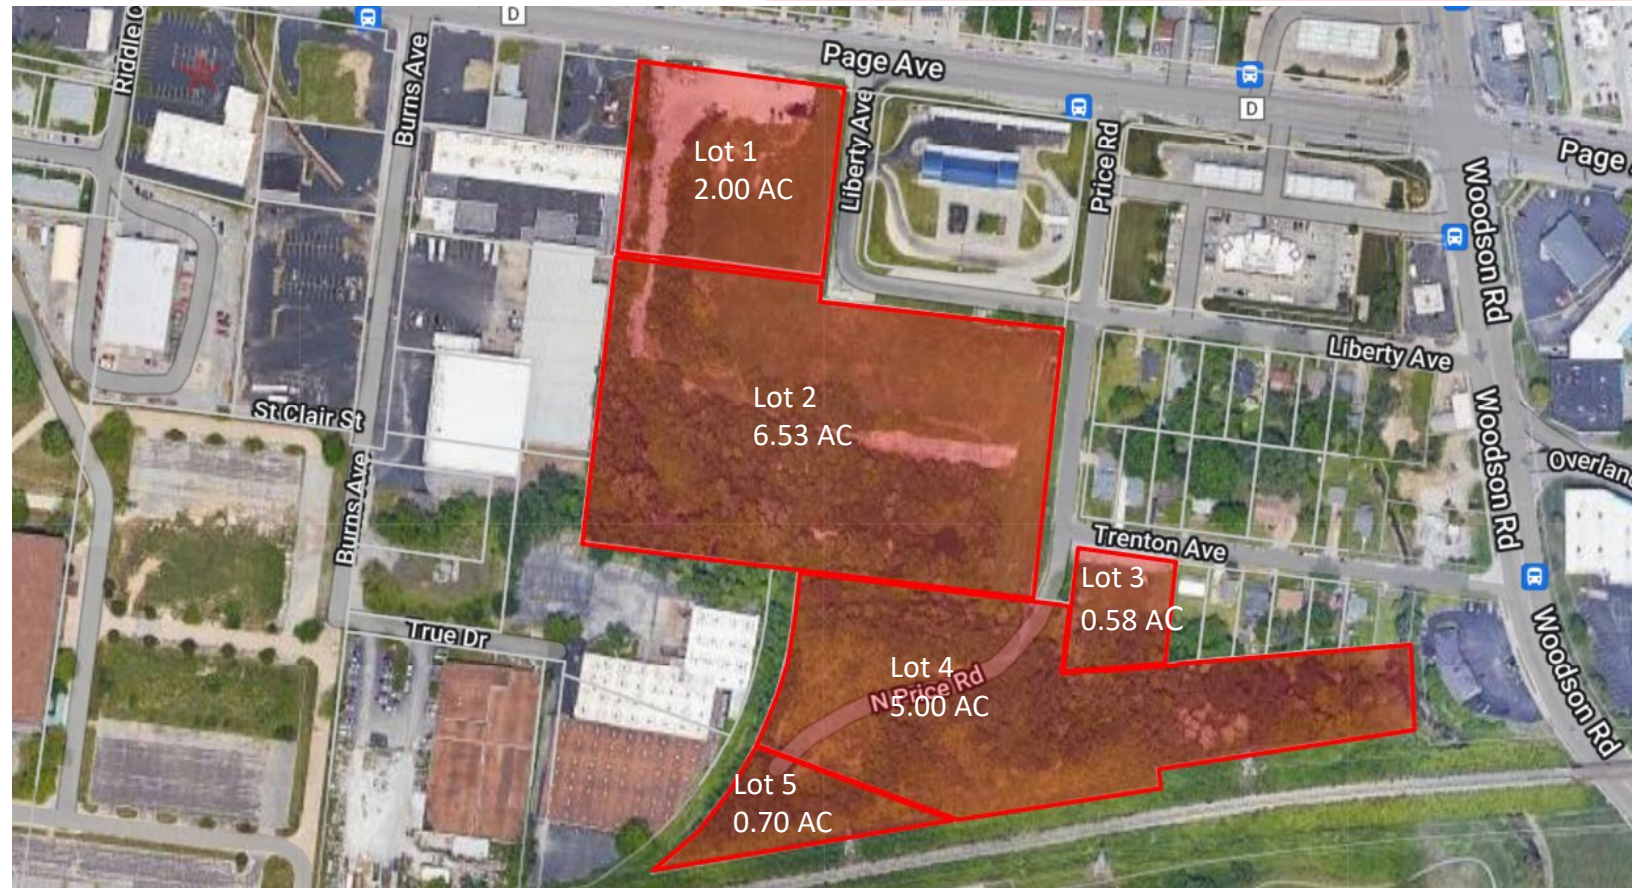 D
Riddle
Burns Ave
Page Ave
D
Page
Liberty Ave
Price Rd
Woodson Rd
Lot 1
2.00 AC
Liberty Ave
Lot 2
6.53 AC
St Clair St
Woodson Rd
Overlan
Burns Ave
Trenton Ave
Lot 3
0.58 AC
True Dr
Lot 4
N Price Rd
5.00 AC
Woodson Rd
Lot 5
0.70 AC